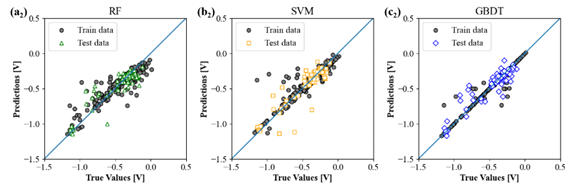 (a₂) RF
Train data
Test data
Predictions [V]
0.5
0.0
−0.5
−1.0
−1.5
−1.5 −1.0 −0.5 0.0 0.5
True Values [V]
(b₂) SVM
Train data
Test data
Predictions [V]
0.5
0.0
−0.5
−1.0
−1.5
−1.5 −1.0 −0.5 0.0 0.5
True Values [V]
(c₂) GBDT
Train data
Test data
Predictions [V]
0.5
0.0
−0.5
−1.0
−1.5
−1.5 −1.0 −0.5 0.0 0.5
True Values [V]